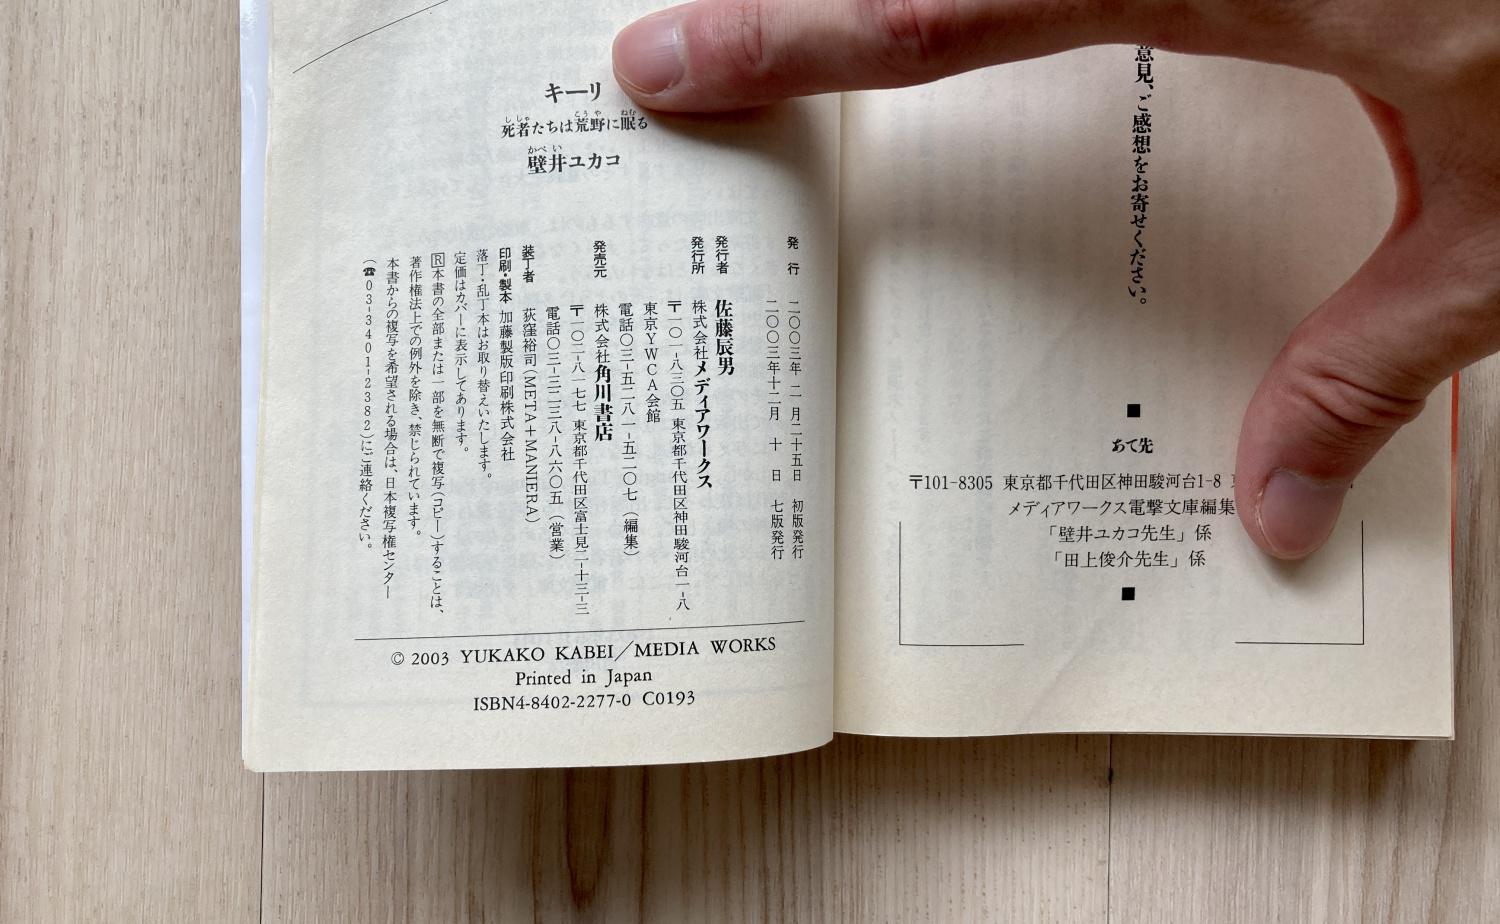 意見、ご感想をお寄せください。
■
あて先
〒101-8305 東京都千代田区神田駿河台1-8
メディアワークス電撃文庫編集
「壁井ユカコ先生」係
「田上俊介先生」係
■
キーリ
ししゃ こうや ねむ
死者たちは荒野に眠る
かべ い
壁井ユカコ
発 行 二〇〇三年 二 月二十五日 初版発行
二〇〇三年十二月 十 日 七版発行
発行者 佐藤辰男
発行所 株式会社メディアワークス
〒一〇一-八三〇五 東京都千代田区神田駿河台一-八
東京YWCA会館
電話〇三-五二八一-五二〇七（編集）
発売元 株式会社角川書店
〒一〇二-八一七七 東京都千代田区富士見二-十三-三
電話〇三-三二三八-八六〇五（営業）
装丁者 荻窪裕司(META+MANIERA)
印刷・製本 加藤製版印刷株式会社
落丁・乱丁本はお取り替えいたします。
定価はカバーに表示してあります。
Ⓡ本書の全部または一部を無断で複写(コピー)することは、
著作権法上での例外を除き、禁じられています。
本書からの複写を希望される場合は、日本複写権センター
(☎03-3401-2382)にご連絡ください。
© 2003 YUKAKO KABEI／MEDIA WORKS
Printed in Japan
ISBN4-8402-2277-0 C0193